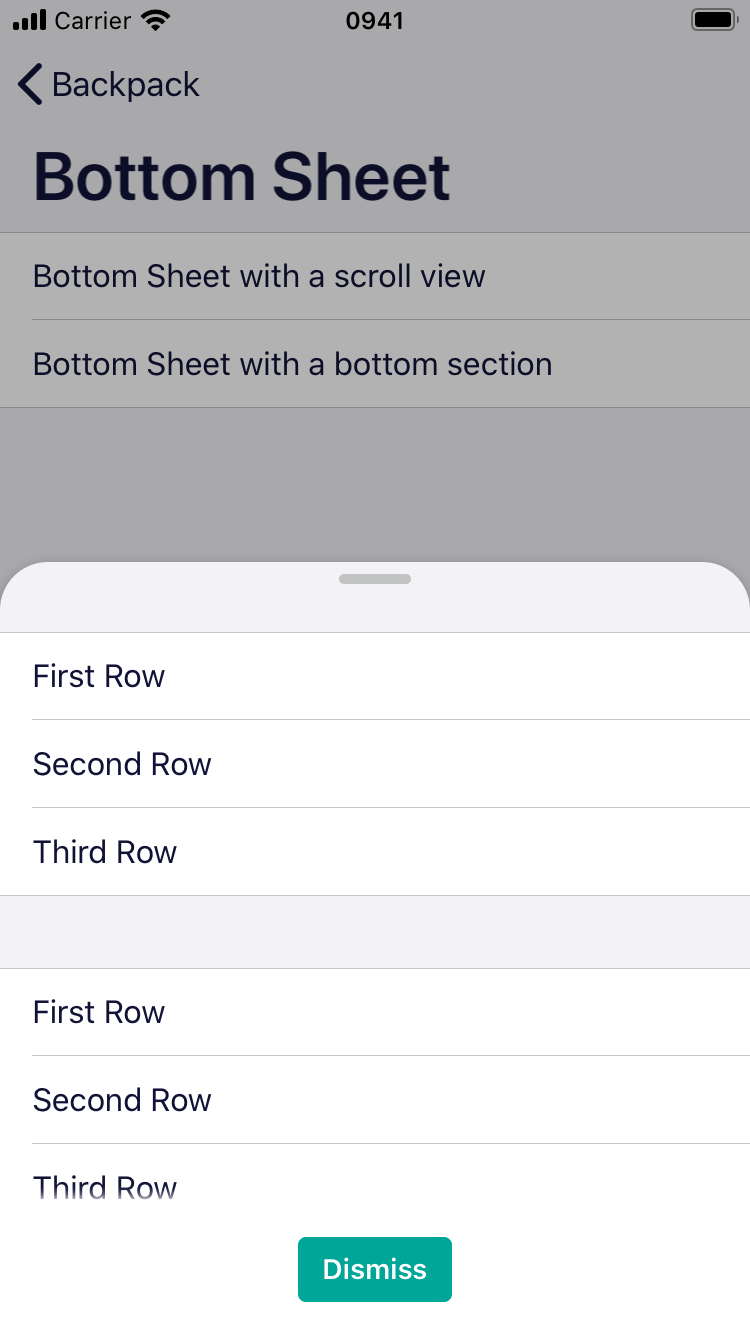 Carrier 0941
Backpack
Bottom Sheet
Bottom Sheet with a scroll view
Bottom Sheet with a bottom section
First Row
Second Row
Third Row
First Row
Second Row
Third Row
Dismiss